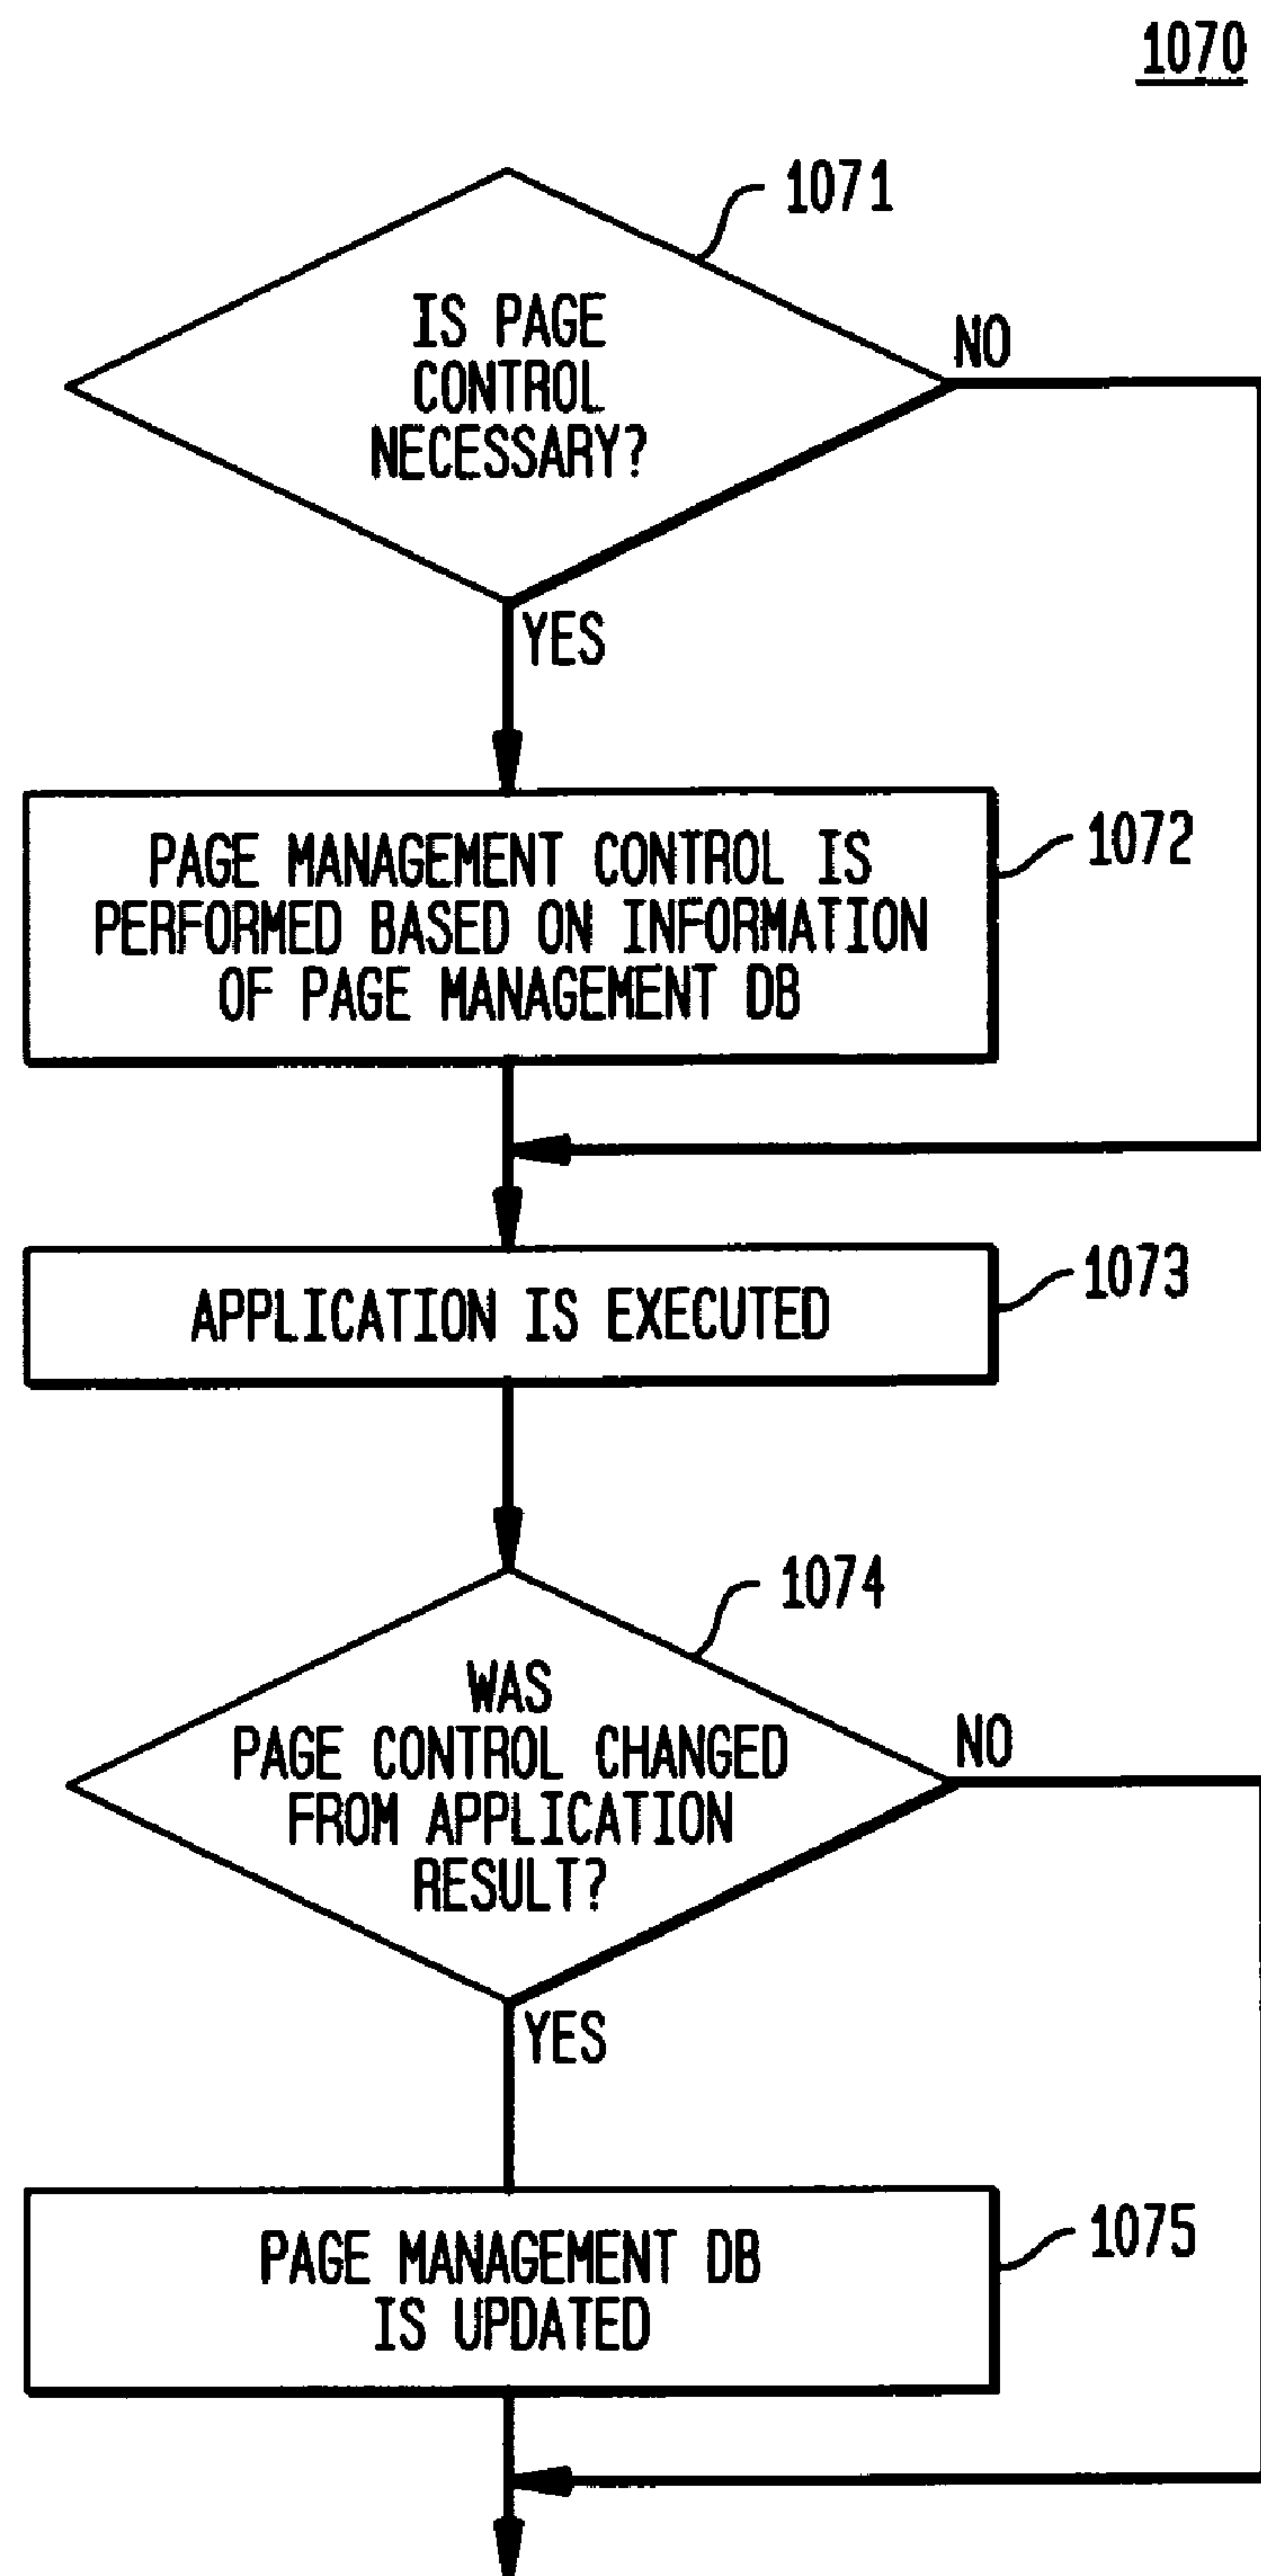 1070
1071
IS PAGE
CONTROL
NECESSARY?
NO
YES
1072
PAGE MANAGEMENT CONTROL IS
PERFORMED BASED ON INFORMATION
OF PAGE MANAGEMENT DB
1073
APPLICATION IS EXECUTED
1074
WAS
PAGE CONTROL CHANGED
FROM APPLICATION
RESULT?
NO
YES
1075
PAGE MANAGEMENT DB
IS UPDATED